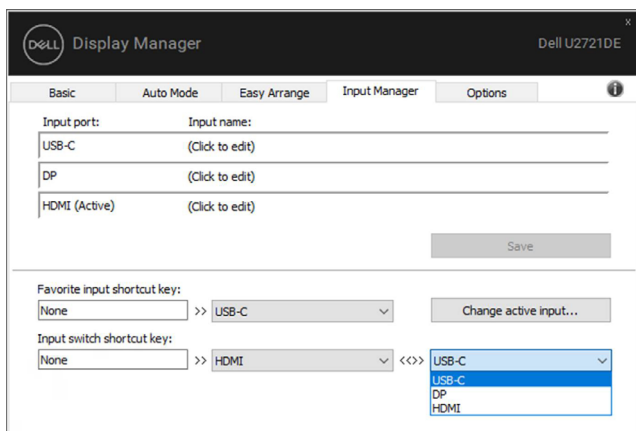 x
DELL Display Manager Dell U2721DE
Basic Auto Mode Easy Arrange Input Manager Options i
Input port: Input name:
USB-C (Click to edit)
DP (Click to edit)
HDMI (Active) (Click to edit)
Save
Favorite input shortcut key:
None >> USB-C Change active input...
Input switch shortcut key:
None >> HDMI <<>> USB-C
USB-C
DP
HDMI